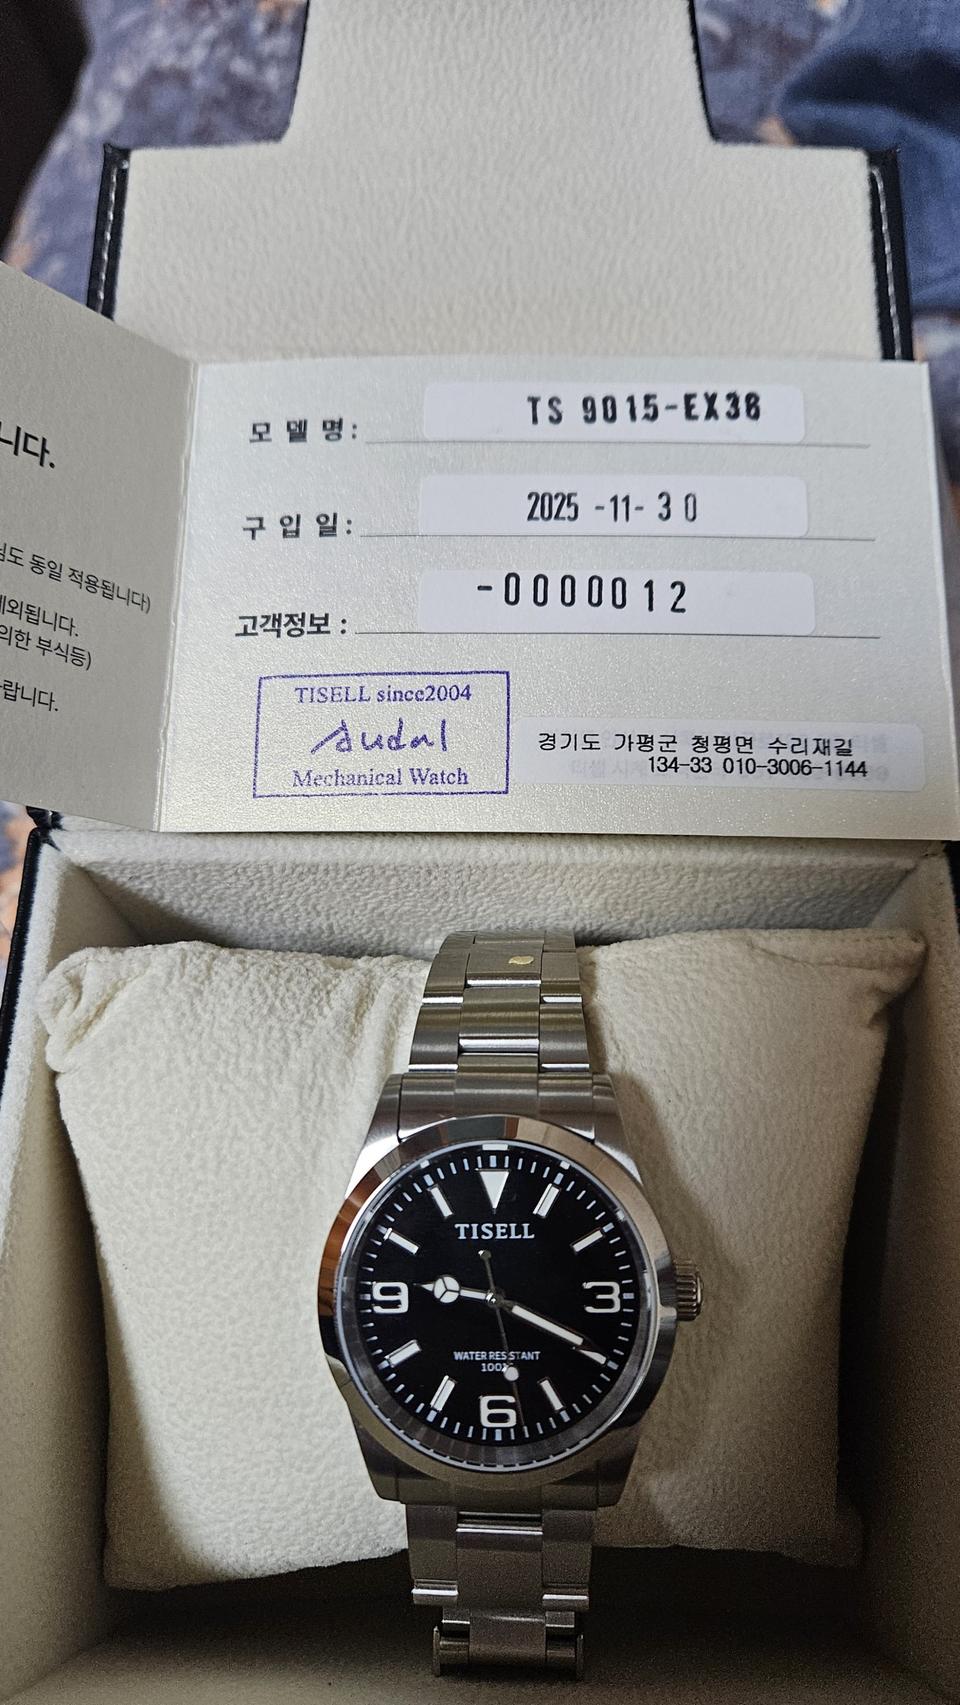 니다.
도 동일 적용됩니다)
외됩니다.
의한 부식등)
랍니다.
모 델 명: TS 9015-EX36
구 입 일: 2025 -11- 3 0
고객정보 : -0000012
TISELL since2004
Mechanical Watch
경기도 가평군 청평면 수리재길
134-33 010-3006-1144
TISELL
9 3
WATER RESISTANT
100M
6